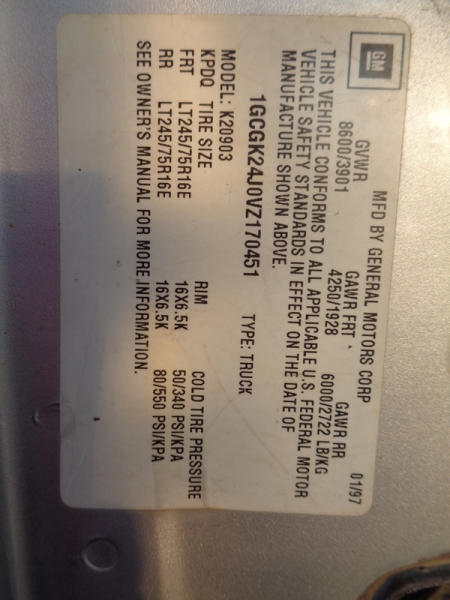 GM
MFD BY GENERAL MOTORS CORP 01/97
GVWR GAWR FRT GAWR RR
8600/3901 4250/1928 6000/2722 LB/KG
THIS VEHICLE CONFORMS TO ALL APPLICABLE U.S. FEDERAL MOTOR
VEHICLE SAFETY STANDARDS IN EFFECT ON THE DATE OF
MANUFACTURE SHOWN ABOVE.
1GCGK24J0VZ170451 TYPE: TRUCK
MODEL: K20903
KPDQ TIRE SIZE RIM COLD TIRE PRESSURE
FRT LT245/75R16E 16X6.5K 50/340 PSI/KPA
RR LT245/75R16E 16X6.5K 80/550 PSI/KPA
SEE OWNER'S MANUAL FOR MORE INFORMATION.